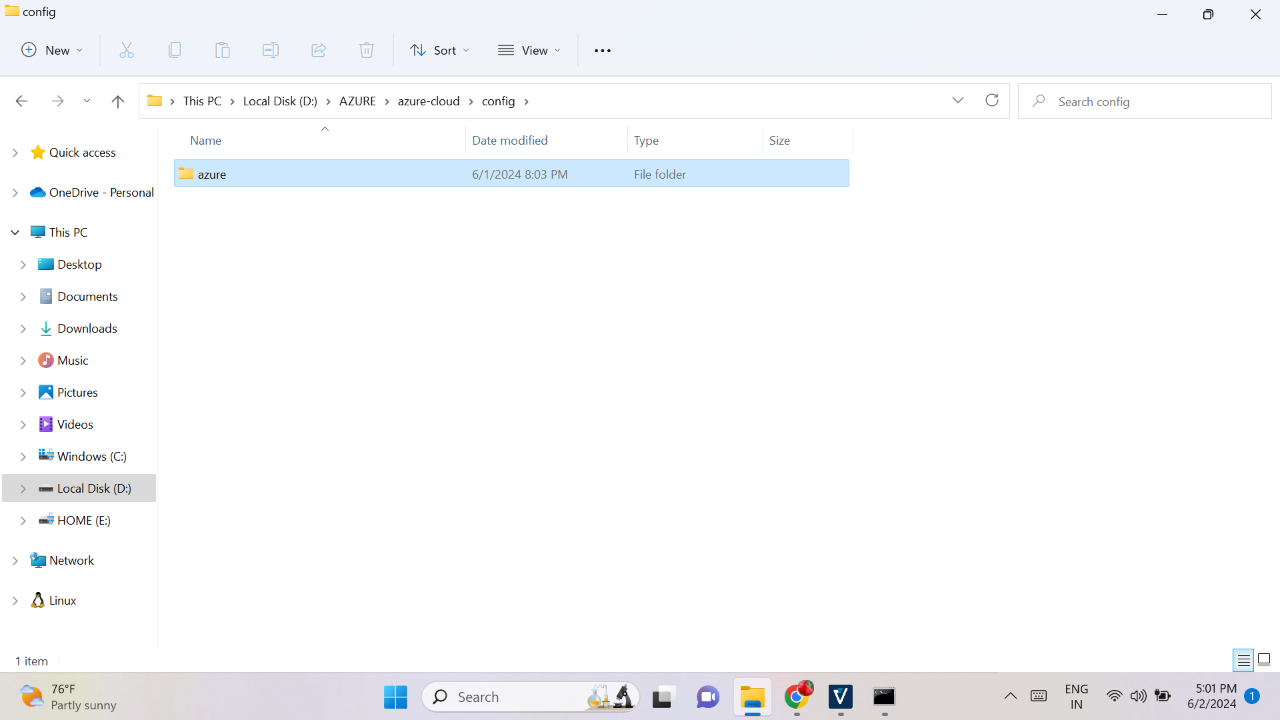 config
New
Sort
View
This PC
Local Disk (D:)
AZURE
azure-cloud
config
Search config
Name
Date modified
Type
Size
azure
6/1/2024 8:03 PM
File folder
Quick access
OneDrive - Personal
This PC
Desktop
Documents
Downloads
Music
Pictures
Videos
Windows (C:)
Local Disk (D:)
HOME (E:)
Network
Linux
1 item
76°F
Partly sunny
Search
ENG
IN
5:01 PM
6/2/2024
1